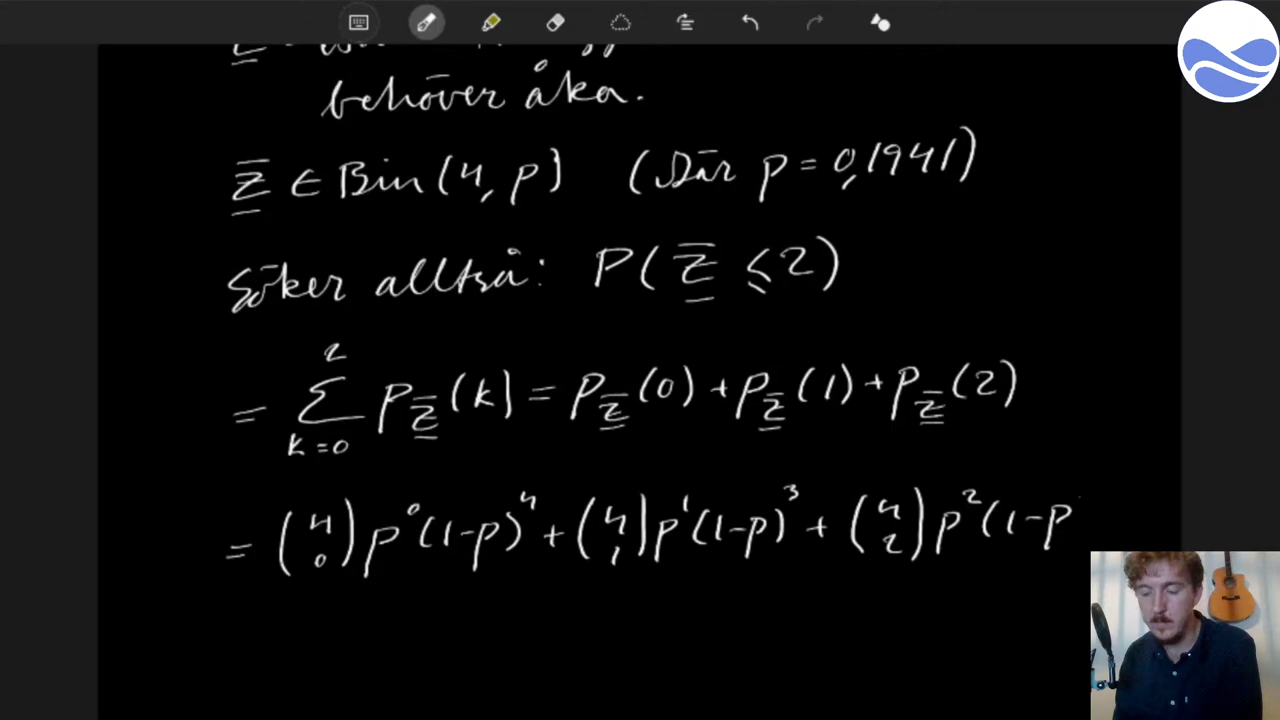 behöver åka.
Z ∈ Bin(4, p) (Där p = 0,1941)
Söker alltså: P(Z ≤ 2)
= ∑_{k=0}^{2} p_Z(k) = p_Z(0) + p_Z(1) + p_Z(2)
= (4 0) p^0 (1-p)^4 + (4 1) p^1 (1-p)^3 + (4 2) p^2 (1-p